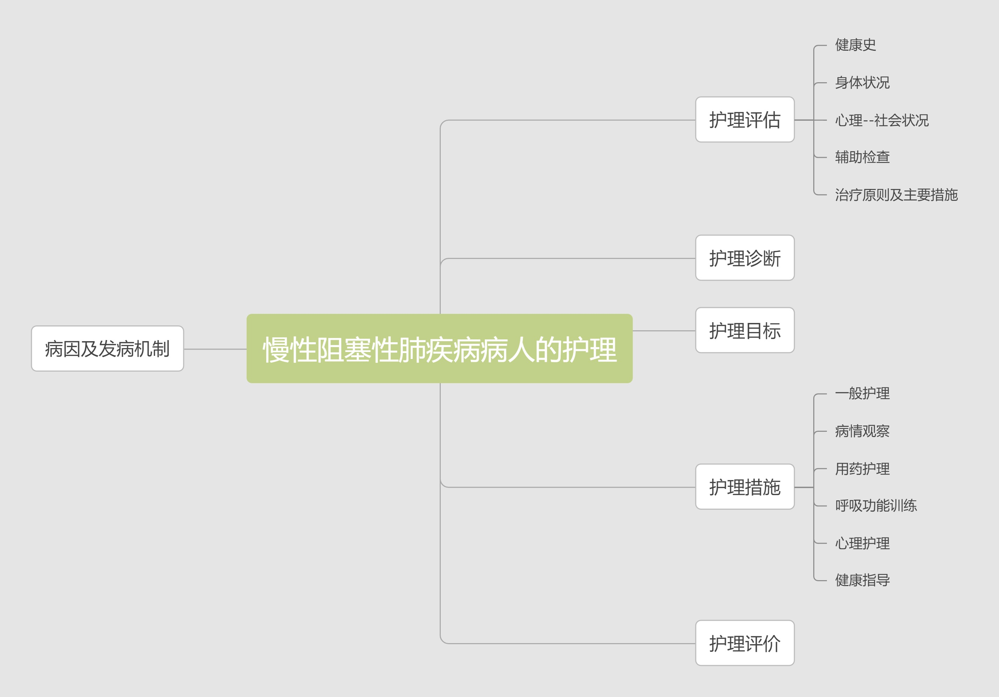 慢性阻塞性肺疾病病人的护理
病因及发病机制
护理评估
健康史
身体状况
心理--社会状况
辅助检查
治疗原则及主要措施
护理诊断
护理目标
护理措施
一般护理
病情观察
用药护理
呼吸功能训练
心理护理
健康指导
护理评价